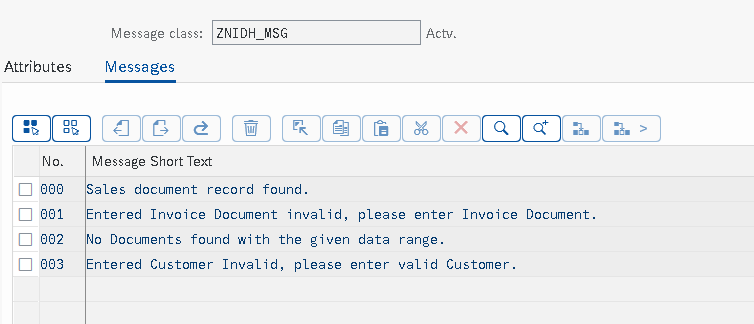 Message class: ZNIDH_MSG Actv.
Attributes Messages
>
No. Message Short Text
000 Sales document record found.
001 Entered Invoice Document invalid, please enter Invoice Document.
002 No Documents found with the given data range.
003 Entered Customer Invalid, please enter valid Customer.